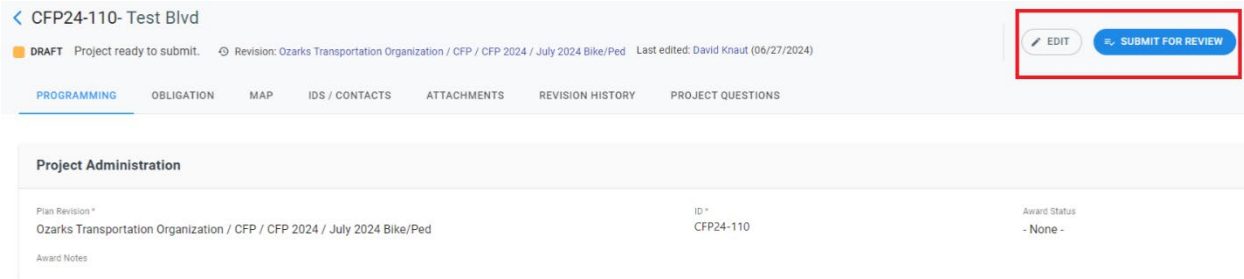 CFP24-110- Test Blvd
DRAFT Project ready to submit. Revision: Ozarks Transportation Organization / CFP / CFP 2024 / July 2024 Bike/Ped Last edited: David Knaut (06/27/2024)
EDIT
SUBMIT FOR REVIEW
PROGRAMMING OBLIGATION MAP IDS / CONTACTS ATTACHMENTS REVISION HISTORY PROJECT QUESTIONS
Project Administration
Plan Revision * ID * Award Status
Ozarks Transportation Organization / CFP / CFP 2024 / July 2024 Bike/Ped CFP24-110 - None -
Award Notes